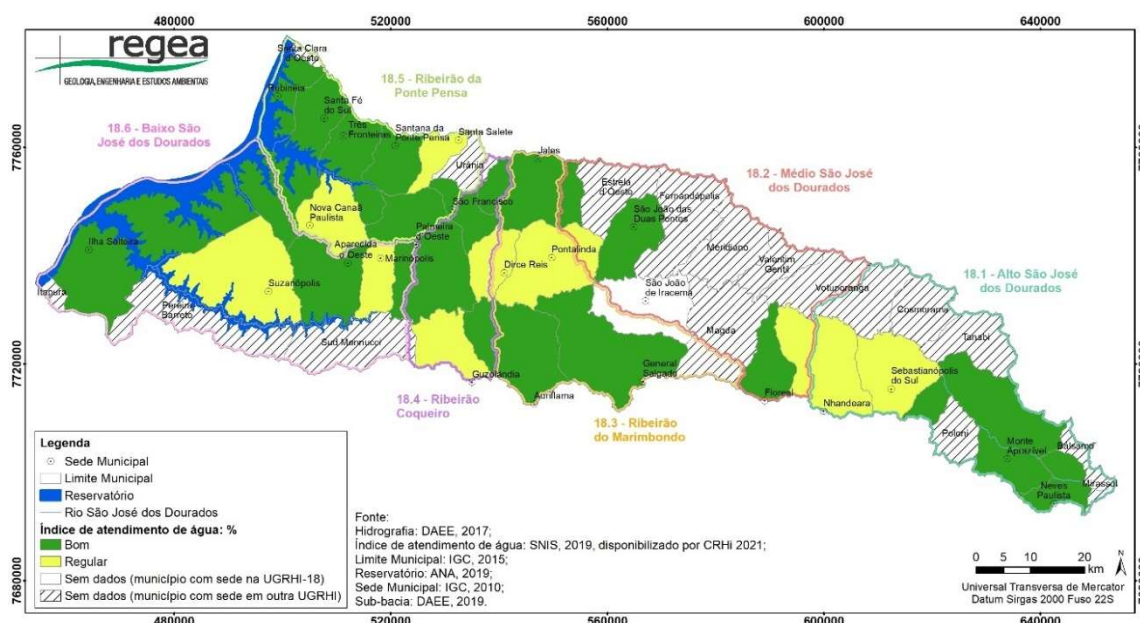 480000
520000
560000
600000
640000
regea
GEOLOGIA, ENGENHARIA E ESTUDOS AMBIENTAIS
Santa Clara
d'Oeste
18.5 - Ribeirão da
Ponte Pensa
Rubinéia
Santa Fé
do Sul
18.6 - Baixo São
José dos Dourados
Três
Fronteiras
Santana da
Ponte Pensa
Santa Salete
7760000
Urânia
Jales
18.2 - Médio São José
dos Dourados
Estrela
d'Oeste
Fernandópolis
São Francisco
São João das
Duas Pontes
Nova Canaã
Paulista
Palmeira
d'Oeste
Meridiano
Ilha Solteira
Aparecida
d'Oeste
Marinópolis
Pontalinda
Valentim
Gentil
18.1 - Alto São José
dos Dourados
Dirce Reis
Votuporanga
Itapura
Suzanápolis
São João
de Iracema
Pereira
Barreto
Cosmorama
Magda
Tanabi
Sud Mennucci
7720000
General
Salgado
Guzolândia
Sebastianópolis
do Sul
18.4 - Ribeirão
Coqueiro
Auriflama
Floreal
Nhandeara
18.3 - Ribeirão
do Marimbondo
Poloni
Monte
Aprazível
Bálsamo
Neves
Paulista
Mirassol
Legenda
Sede Municipal
Limite Municipal
Reservatório
Rio São José dos Dourados
Índice de atendimento de água: %
Bom
Regular
Sem dados (município com sede na UGRHI-18)
Sem dados (município com sede em outra UGRHI)
Fonte:
Hidrografia: DAEE, 2017;
Índice de atendimento de água: SNIS, 2019, disponibilizado por CRHi 2021;
Limite Municipal: IGC, 2015;
Reservatório: ANA, 2019;
Sede Municipal: IGC, 2010;
Sub-bacia: DAEE, 2019.
N
0 5 10 20
km
Universal Transversa de Mercator
Datum Sirgas 2000 Fuso 22S
7680000
480000
520000
560000
600000
640000